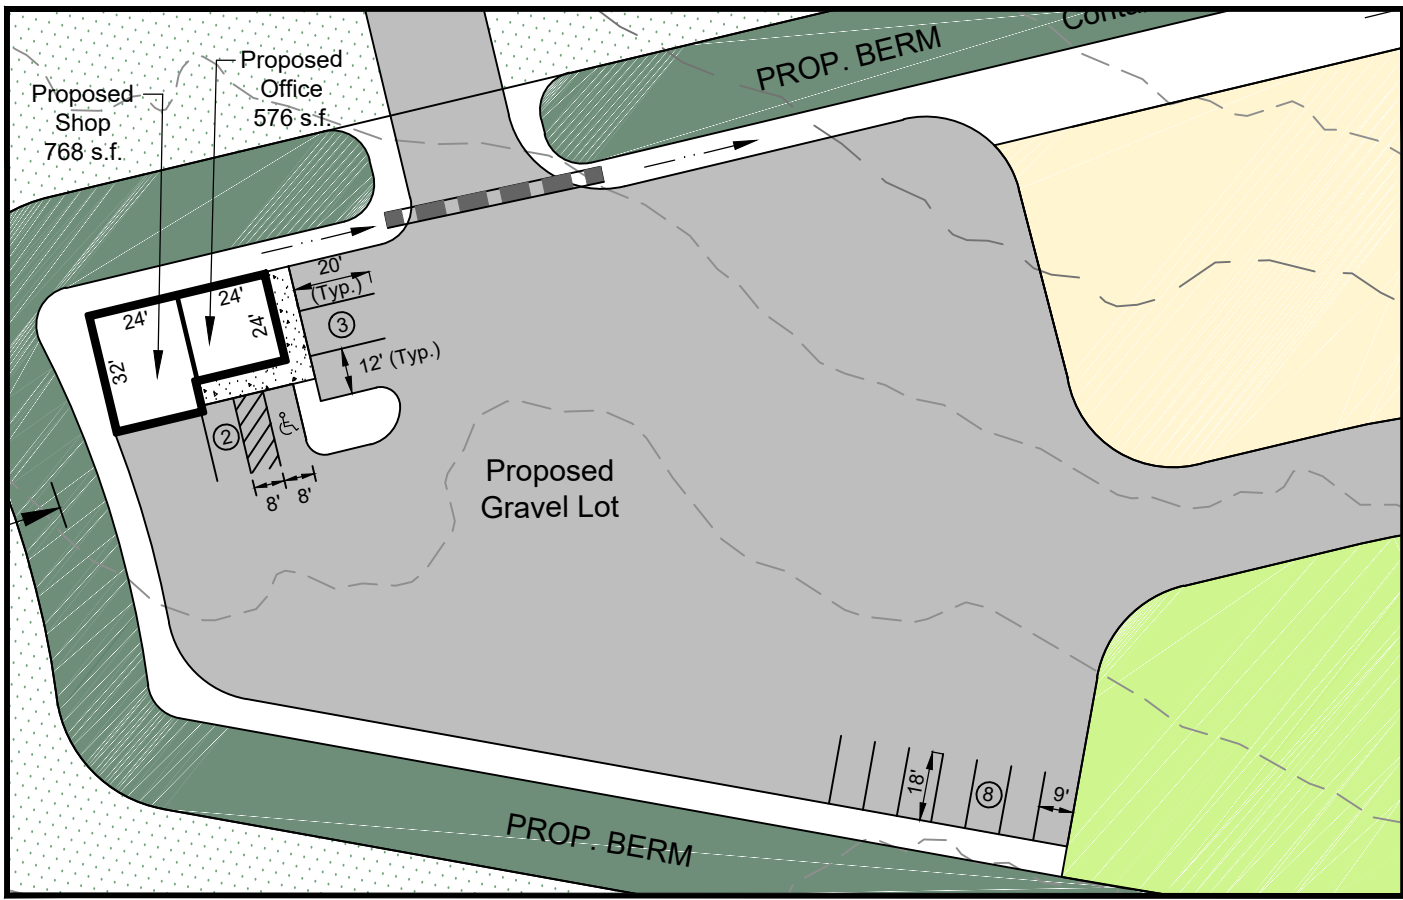 Proposed
Office
576 s.f.
Proposed
Shop
768 s.f.
PROP. BERM
20'
(Typ.)
24'
24'
24'
32'
3
12' (Typ.)
2
8'
8'
Proposed
Gravel Lot
18'
8
9'
PROP. BERM